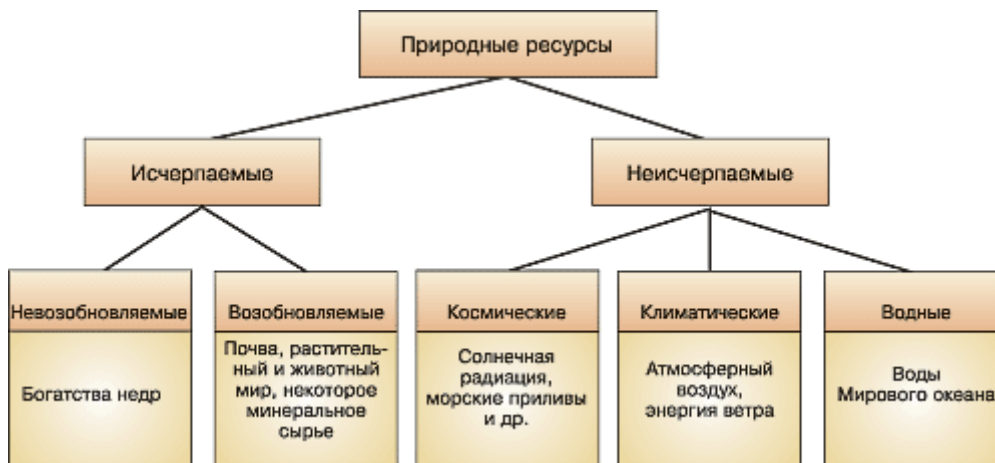 Природные ресурсы
Исчерпаемые
Неисчерпаемые
Невозобновляемые
Возобновляемые
Космические
Климатические
Водные
Богатства недр
Почва, раститель-
ный и животный
мир, некоторое
минеральное
сырье
Солнечная
радиация,
морские приливы
и др.
Атмосферный
воздух,
энергия ветра
Воды
Мирового океана